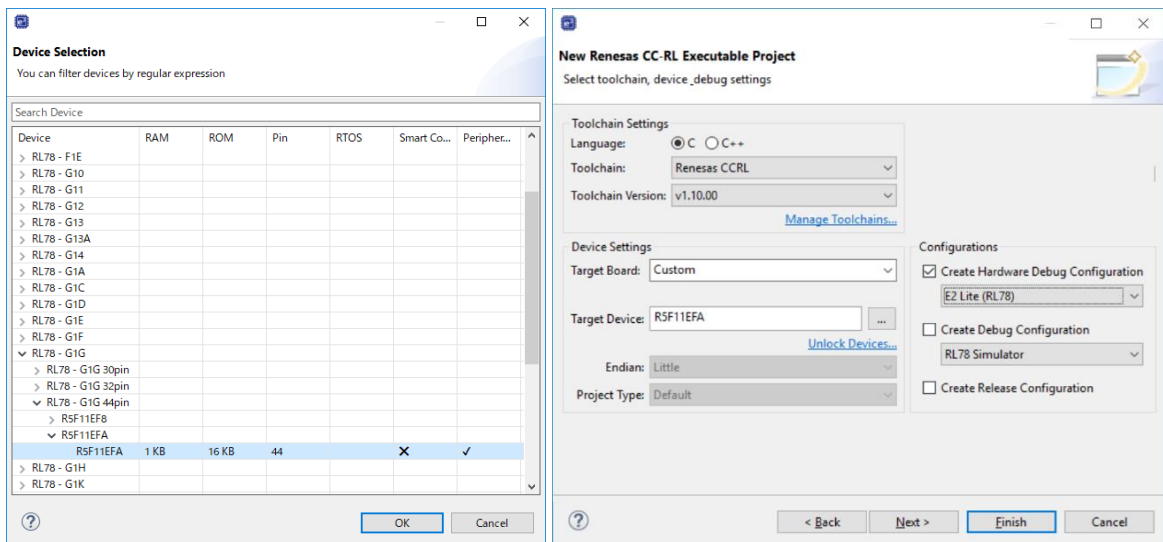 Device Selection
You can filter devices by regular expression
Search Device
Device RAM ROM Pin RTOS Smart Co... Peripher...
RL78 - F1E
RL78 - G10
RL78 - G11
RL78 - G12
RL78 - G13
RL78 - G13A
RL78 - G14
RL78 - G1A
RL78 - G1C
RL78 - G1D
RL78 - G1E
RL78 - G1F
RL78 - G1G
RL78 - G1G 30pin
RL78 - G1G 32pin
RL78 - G1G 44pin
R5F11EF8
R5F11EFA
R5F11EFA 1 KB 16 KB 44
RL78 - G1H
RL78 - G1K
OK Cancel
New Renesas CC-RL Executable Project
Select toolchain, device _debug settings
Toolchain Settings
Language: C C++
Toolchain: Renesas CCRL
Toolchain Version: v1.10.00
Manage Toolchains...
Device Settings
Target Board: Custom
Target Device: R5F11EFA ...
Unlock Devices...
Endian: Little
Project Type: Default
Configurations
Create Hardware Debug Configuration
E2 Lite (RL78)
Create Debug Configuration
RL78 Simulator
Create Release Configuration
< Back Next > Finish Cancel